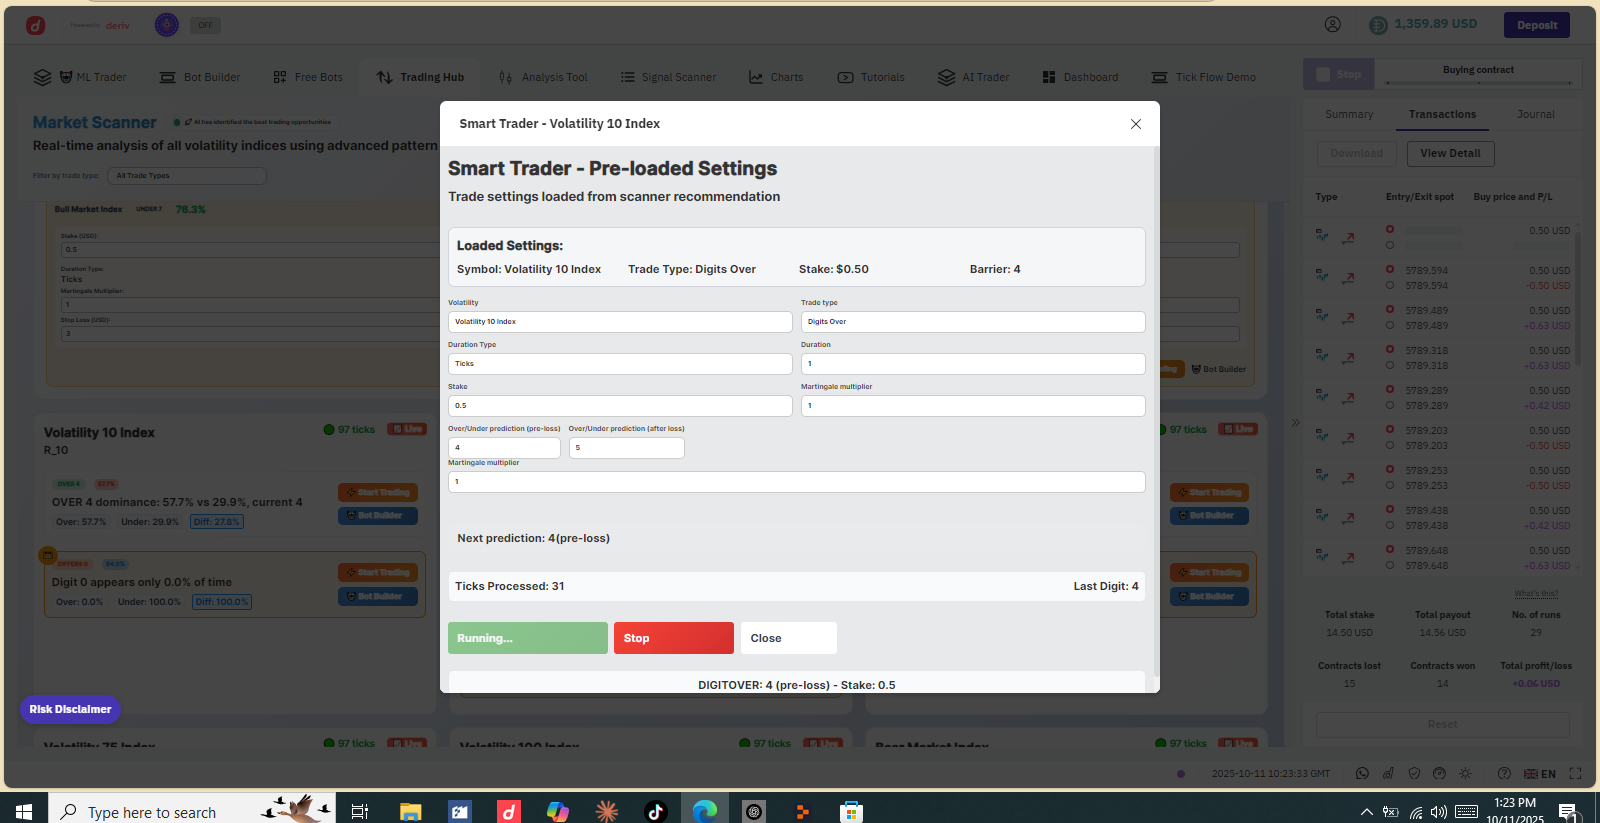 Powered by deriv
OFF
1,359.89 USD
Deposit
ML Trader
Bot Builder
Free Bots
Trading Hub
Analysis Tool
Signal Scanner
Charts
Tutorials
AI Trader
Dashboard
Tick Flow Demo
Stop
Buying contract
Market Scanner
AI has identified the best trading opportunities
Real-time analysis of all volatility indices using advanced pattern
Filter by trade type:
All Trade Types
Bull Market Index
UNDER 7
76.3%
Stake (USD):
0.5
Duration Type:
Ticks
Martingale Multiplier:
1
Stop Loss (USD):
3
Bot Builder
Volatility 10 Index
97 ticks
Live
R_10
OVER 4
57.7%
OVER 4 dominance: 57.7% vs 29.9%, current 4
Over: 57.7%
Under: 29.9%
Diff: 27.8%
Start Trading
Bot Builder
DIFFERS 0
Digit 0 appears only 0.0% of time
Over: 0.0%
Under: 100.0%
Diff: 100.0%
Start Trading
Bot Builder
97 ticks
Live
Start Trading
Bot Builder
Start Trading
Bot Builder
Risk Disclaimer
Volatility 75 Index
97 ticks
Live
Volatility 100 Index
97 ticks
Live
Bear Market Index
97 ticks
Live
Smart Trader - Volatility 10 Index
Smart Trader - Pre-loaded Settings
Trade settings loaded from scanner recommendation
Loaded Settings:
Symbol: Volatility 10 Index
Trade Type: Digits Over
Stake: $0.50
Barrier: 4
Volatility
Trade type
Volatility 10 Index
Digits Over
Duration Type
Duration
Ticks
1
Stake
Martingale multiplier
0.5
1
Over/Under prediction (pre-loss)
Over/Under prediction (after loss)
4
5
Martingale multiplier
1
Next prediction: 4(pre-loss)
Ticks Processed: 31
Last Digit: 4
Running...
Stop
Close
DIGITOVER: 4 (pre-loss) - Stake: 0.5
Summary
Transactions
Journal
Download
View Detail
Type
Entry/Exit spot
Buy price and P/L
0.50 USD
5789.594
0.50 USD
5789.594
-0.50 USD
5789.489
0.50 USD
5789.489
+0.63 USD
5789.318
0.50 USD
5789.318
+0.63 USD
5789.289
0.50 USD
5789.289
+0.42 USD
5789.203
0.50 USD
5789.203
-0.50 USD
5789.253
0.50 USD
5789.253
-0.50 USD
5789.438
0.50 USD
5789.438
+0.42 USD
5789.648
0.50 USD
5789.648
+0.63 USD
What's this?
Total stake
Total payout
No. of runs
14.50 USD
14.56 USD
29
Contracts lost
Contracts won
Total profit/loss
15
14
+0.06 USD
Reset
2025-10-11 10:23:33 GMT
EN
Type here to search
1:23 PM
10/11/2025
1